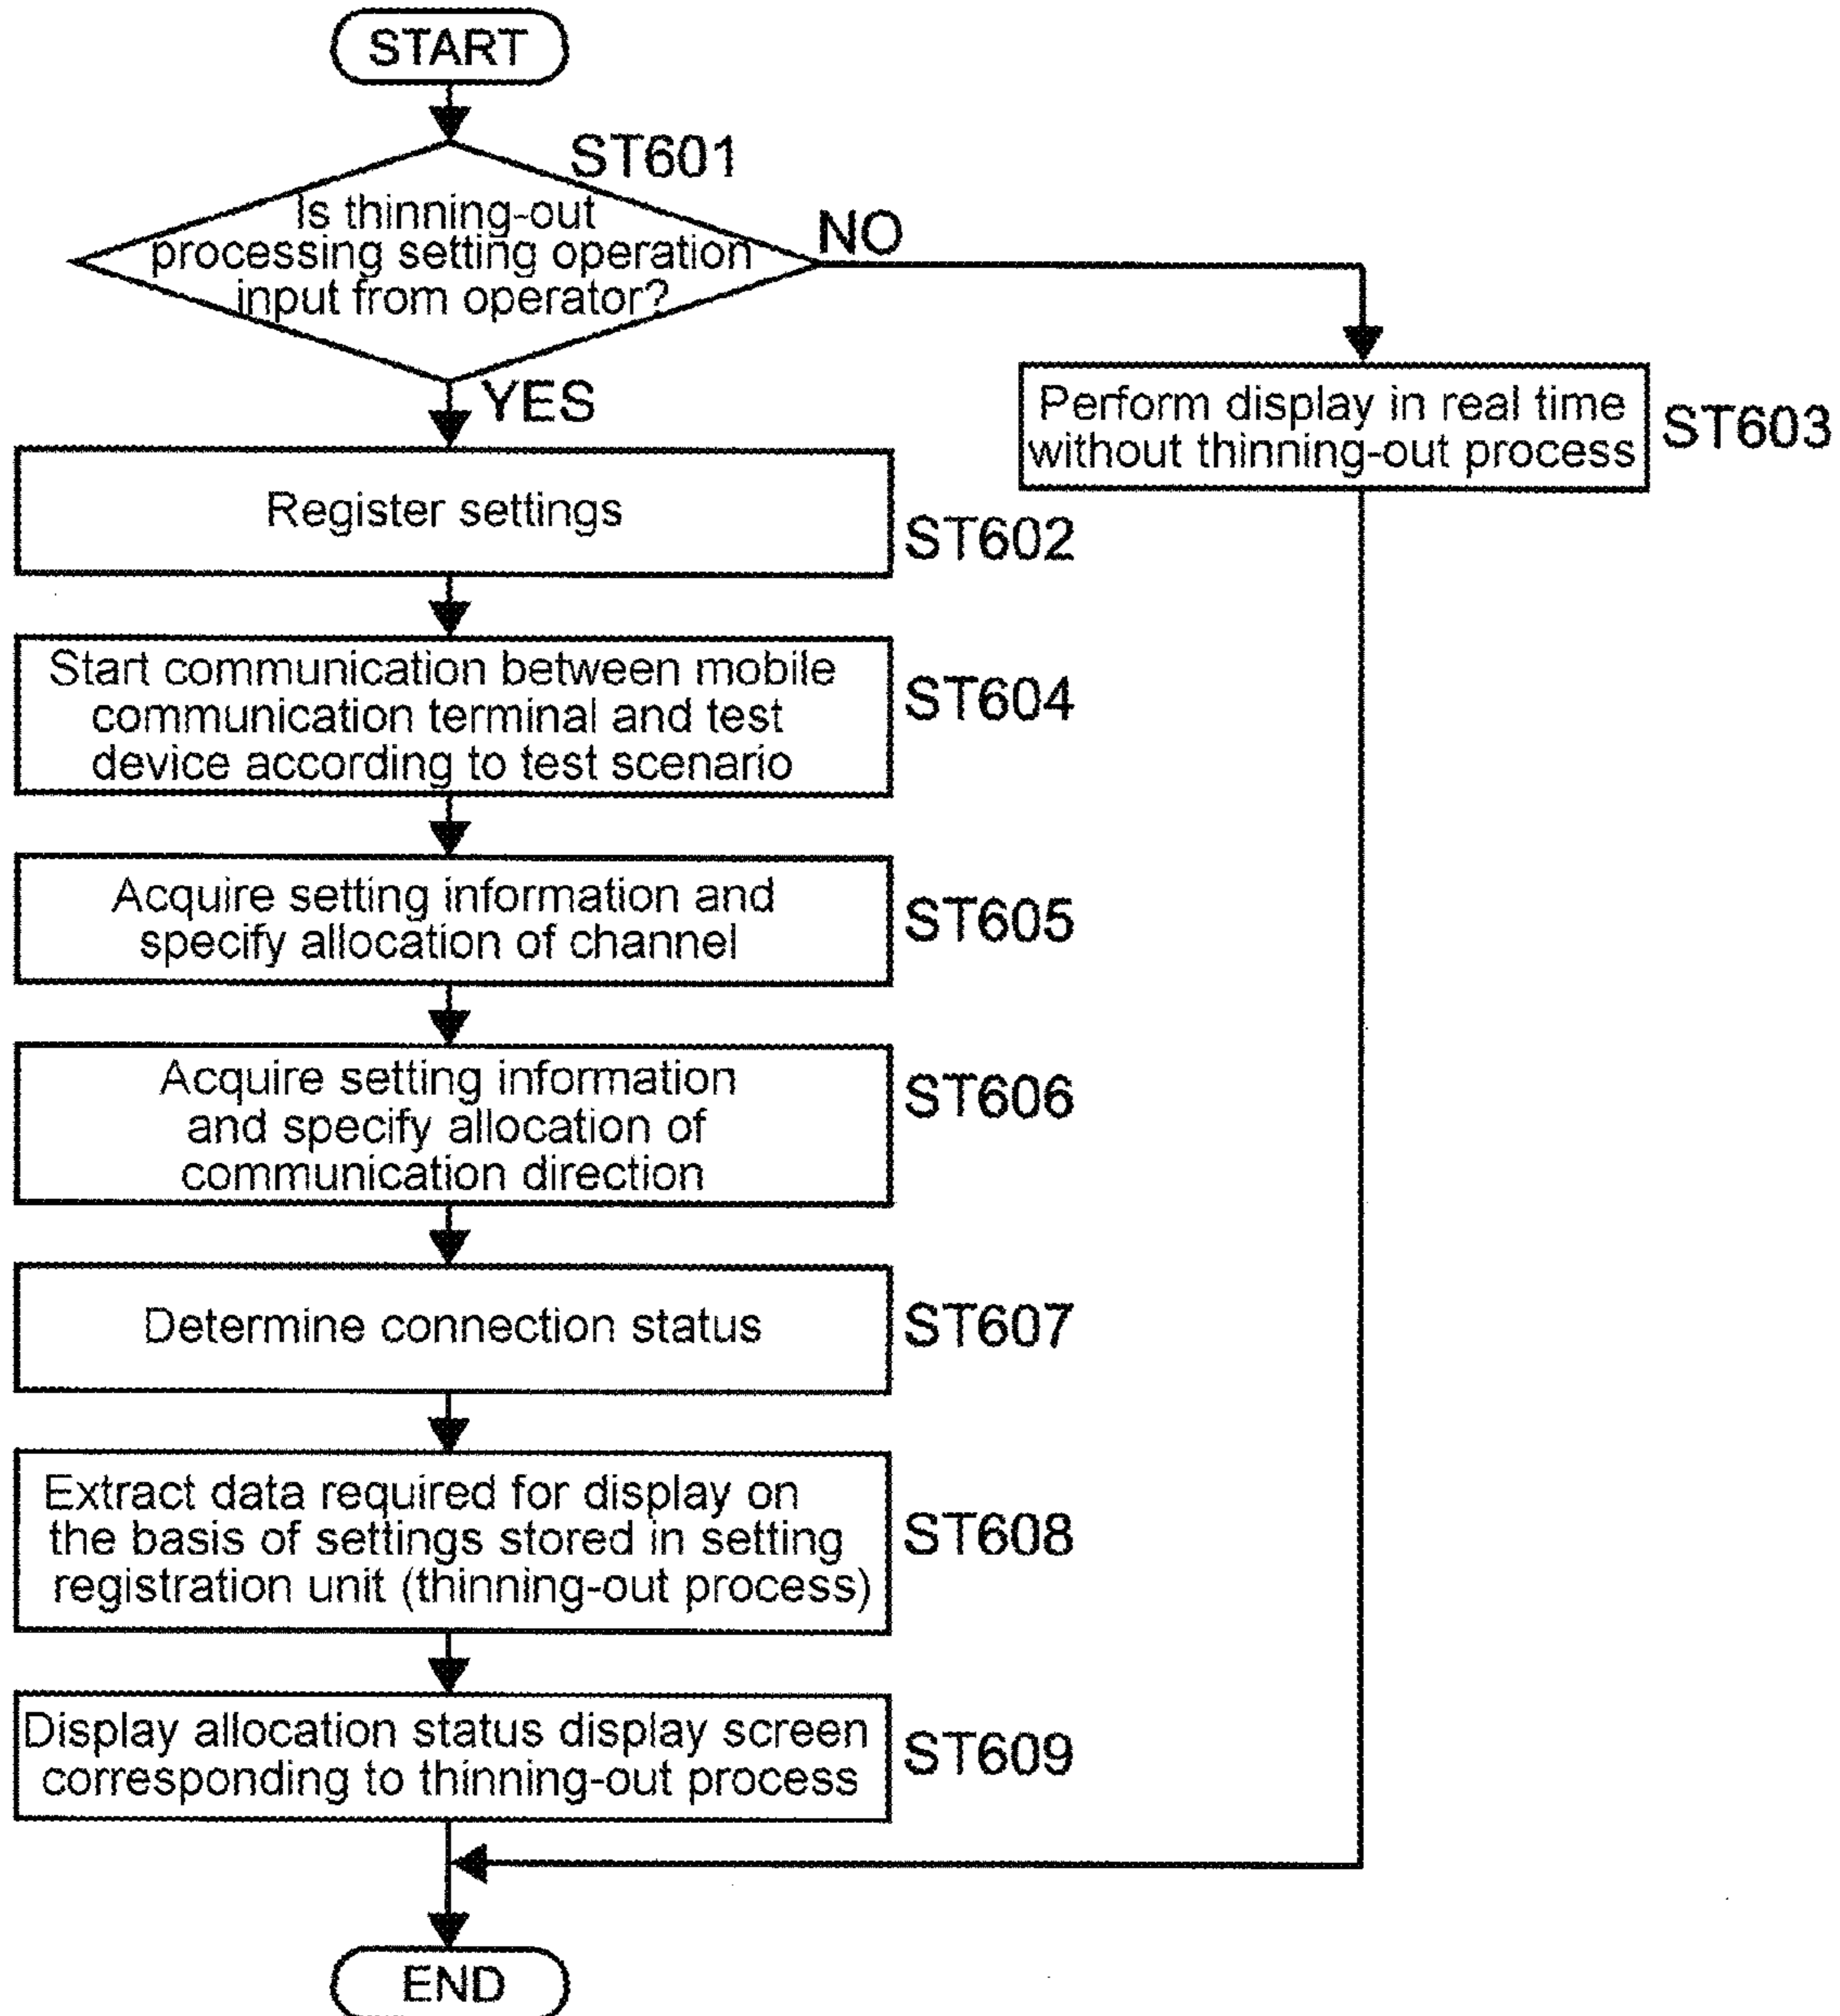 START
ST601
Is thinning-out
processing setting operation
input from operator?
NO
YES
Perform display in real time
without thinning-out process
ST603
Register settings
ST602
Start communication between mobile
communication terminal and test
device according to test scenario
ST604
Acquire setting information and
specify allocation of channel
ST605
Acquire setting information
and specify allocation of
communication direction
ST606
Determine connection status
ST607
Extract data required for display on
the basis of settings stored in setting
registration unit (thinning-out process)
ST608
Display allocation status display screen
corresponding to thinning-out process
ST609
END